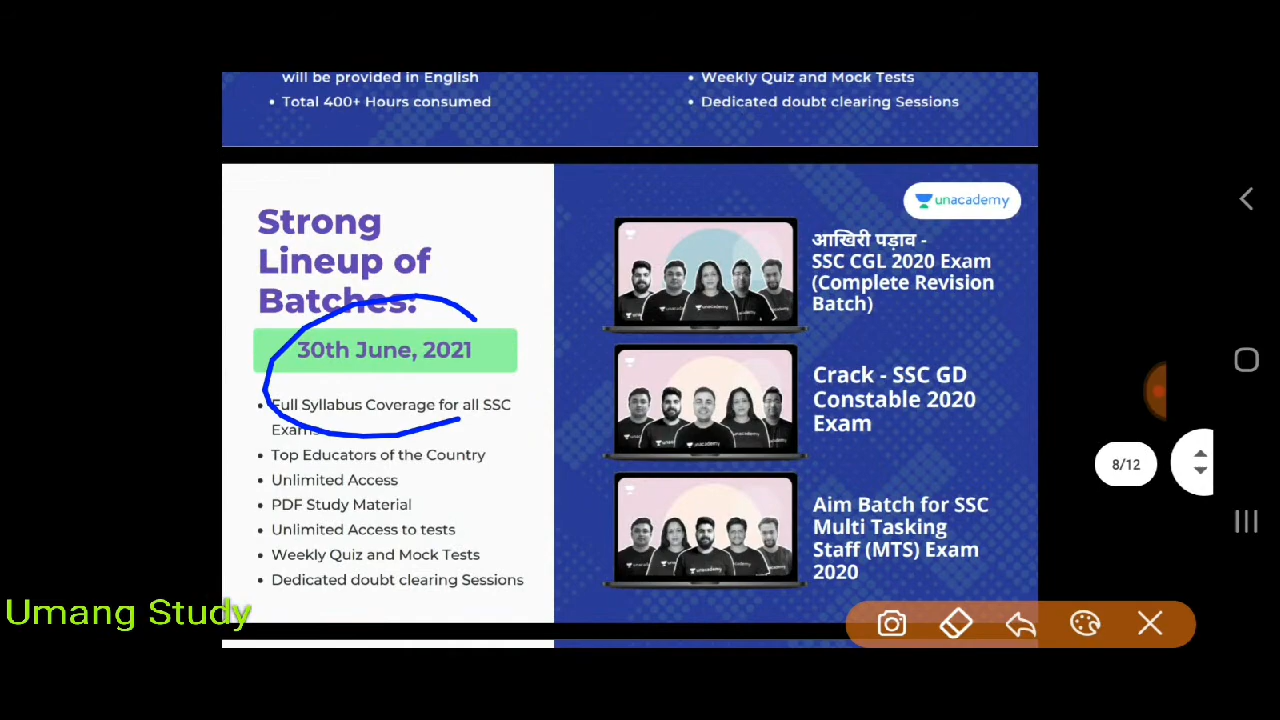 will be provided in English
• Total 400+ Hours consumed
• Weekly Quiz and Mock Tests
• Dedicated doubt clearing Sessions
Strong
Lineup of
Batches:
30th June, 2021
• Full Syllabus Coverage for all SSC
Exams
• Top Educators of the Country
• Unlimited Access
• PDF Study Material
• Unlimited Access to tests
• Weekly Quiz and Mock Tests
• Dedicated doubt clearing Sessions
unacademy
आखिरी पड़ाव -
SSC CGL 2020 Exam
(Complete Revision
Batch)
Crack - SSC GD
Constable 2020
Exam
Aim Batch for SSC
Multi Tasking
Staff (MTS) Exam
2020
8/12
Umang Study